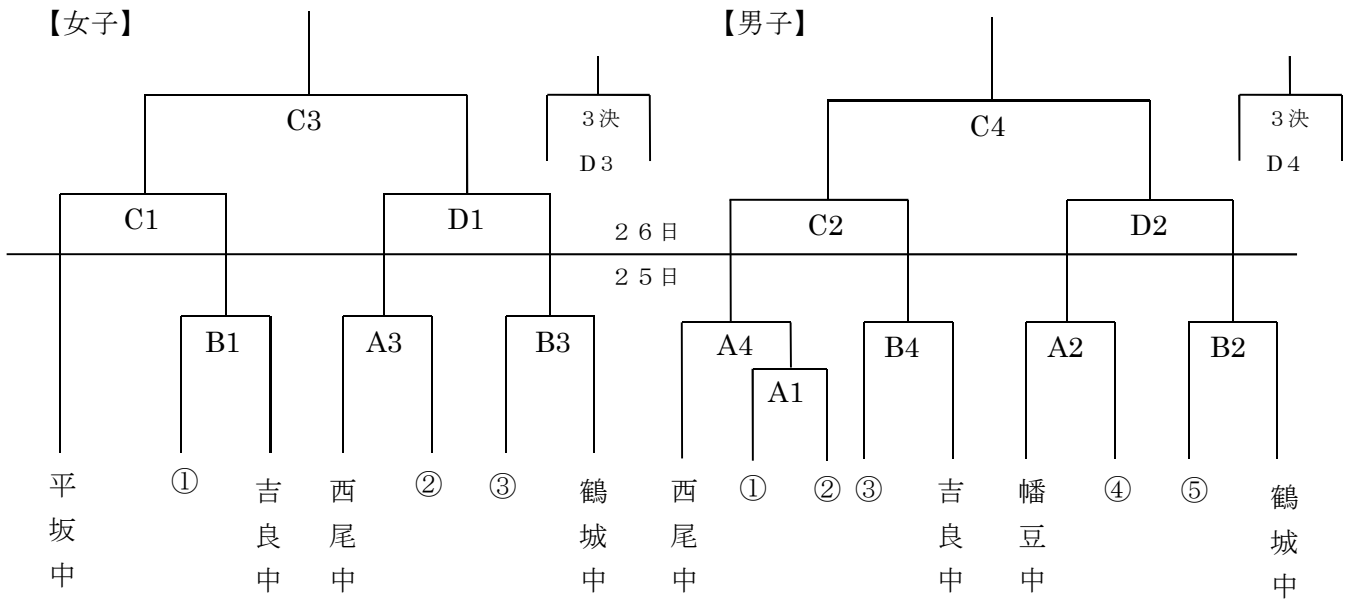 【女子】
【男子】
C3
３決
D３
C4
３決
D４
C1
D1
２６日
C2
D2
２５日
B1
A3
B3
A4
B4
A2
B2
A1
平坂中
①
吉良中
西尾中
②
③
鶴城中
西尾中
①
②
③
吉良中
幡豆中
④
⑤
鶴城中